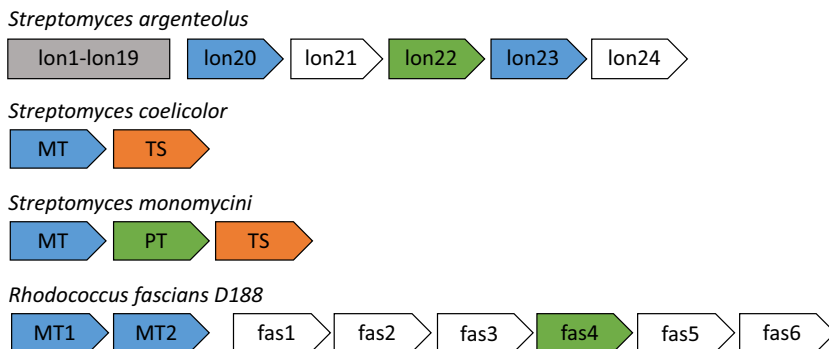 Streptomyces argenteolus
lon1-lon19 lon20 lon21 lon22 lon23 lon24
Streptomyces coelicolor
MT TS
Streptomyces monomycini
MT PT TS
Rhodococcus fascians D188
MT1 MT2 fas1 fas2 fas3 fas4 fas5 fas6